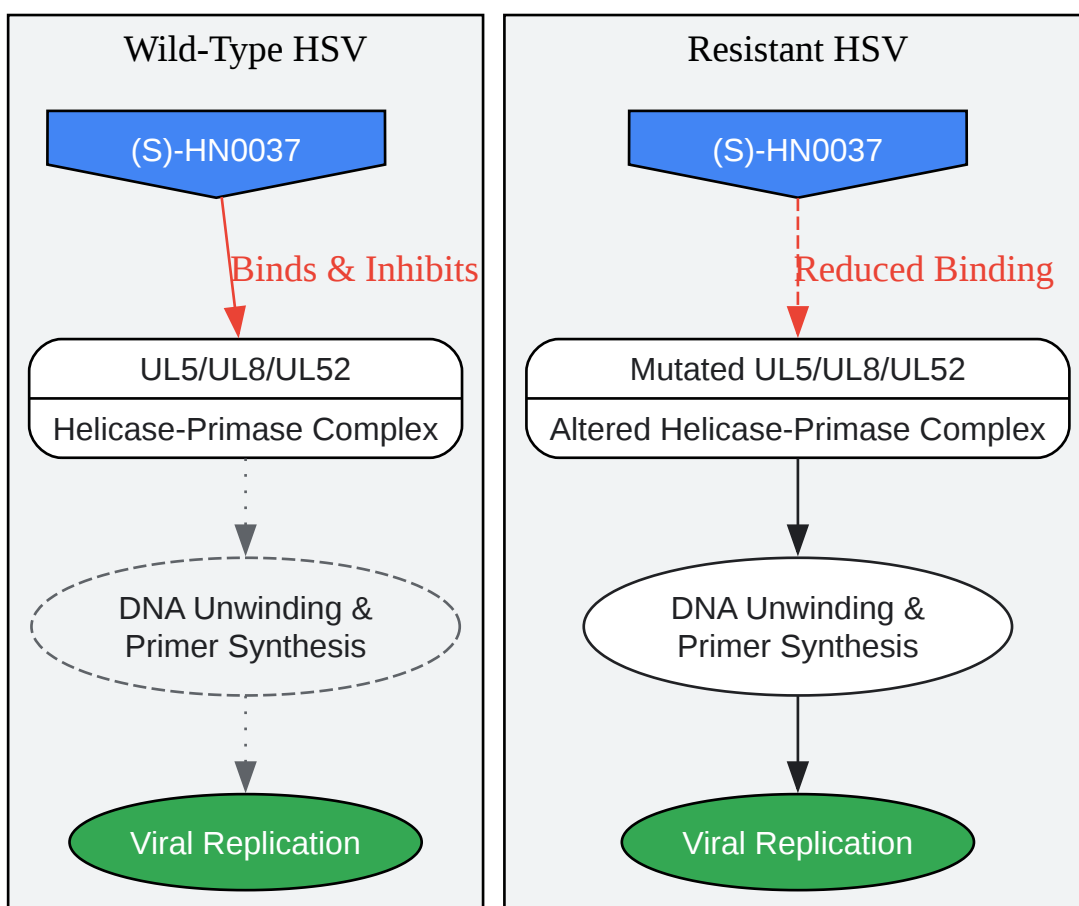 Wild-Type HSV
(S)-HN0037
Binds & Inhibits
UL5/UL8/UL52
Helicase-Primase Complex
DNA Unwinding &
Primer Synthesis
Viral Replication
Resistant HSV
(S)-HN0037
Reduced Binding
Mutated UL5/UL8/UL52
Altered Helicase-Primase Complex
DNA Unwinding &
Primer Synthesis
Viral Replication